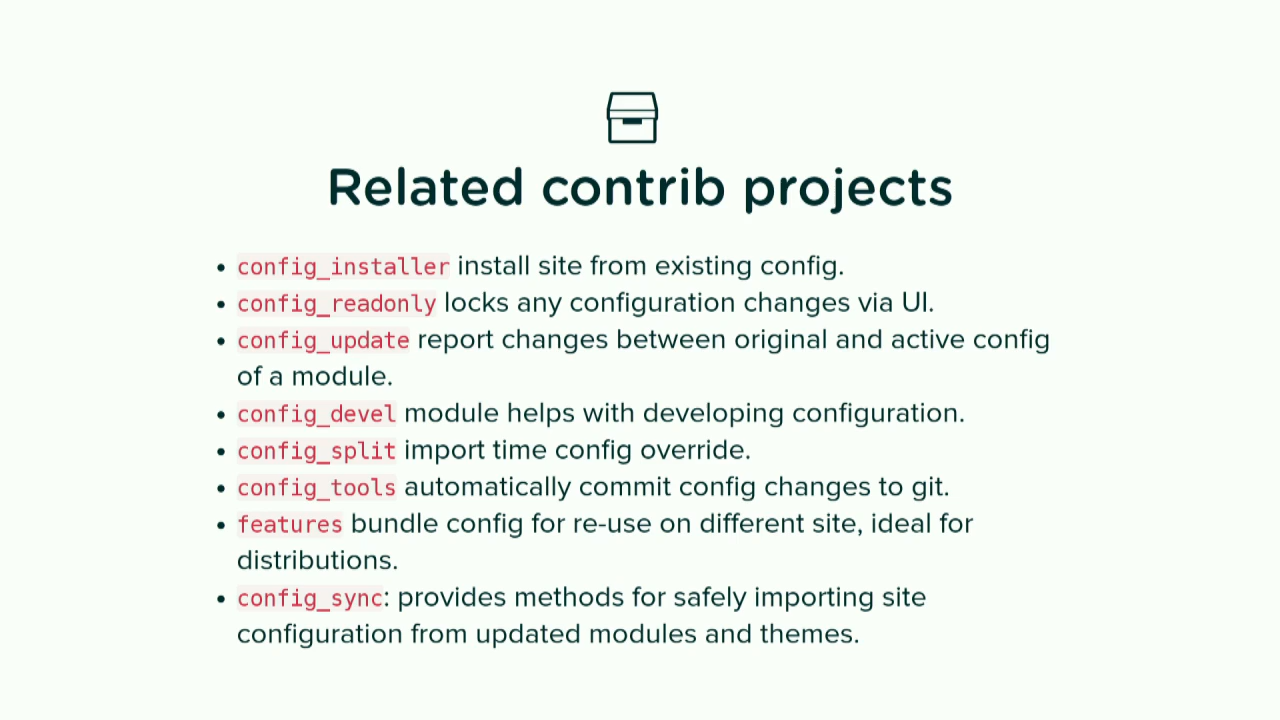 Related contrib projects
• config_installer install site from existing config.
• config_readonly locks any configuration changes via UI.
• config_update report changes between original and active config
of a module.
• config_devel module helps with developing configuration.
• config_split import time config override.
• config_tools automatically commit config changes to git.
• features bundle config for re-use on different site, ideal for
distributions.
• config_sync: provides methods for safely importing site
configuration from updated modules and themes.